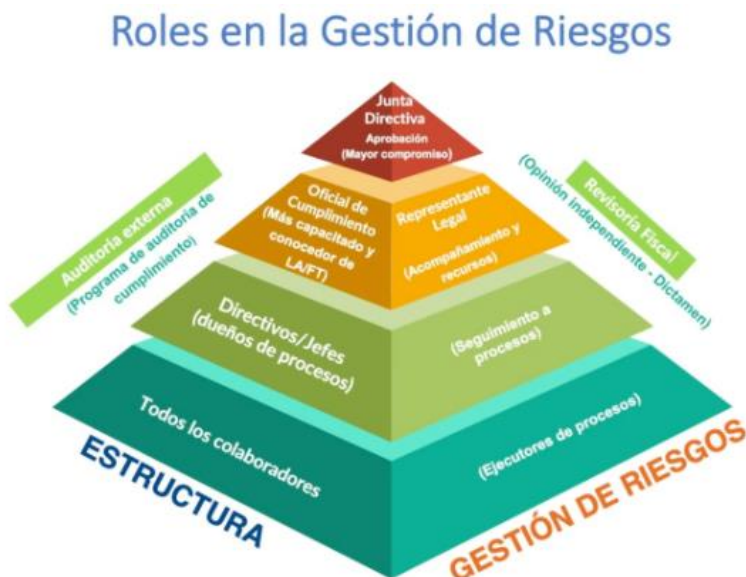 Roles en la Gestión de Riesgos
Junta
Directiva
Aprobación
(Mayor compromiso)
Oficial de
Cumplimiento
(Más capacitado y
conocedor de
LA/FT)
Representante
Legal
(Acompañamiento y
recursos)
Auditoría externa
(Programa de auditoría de
cumplimiento)
Revisoría Fiscal
(Opinión independiente - Dictamen)
Directivos/Jefes
(dueños de procesos)
(Seguimiento a
procesos)
Todos los colaboradores
(Ejecutores de procesos)
ESTRUCTURA
GESTIÓN DE RIESGOS